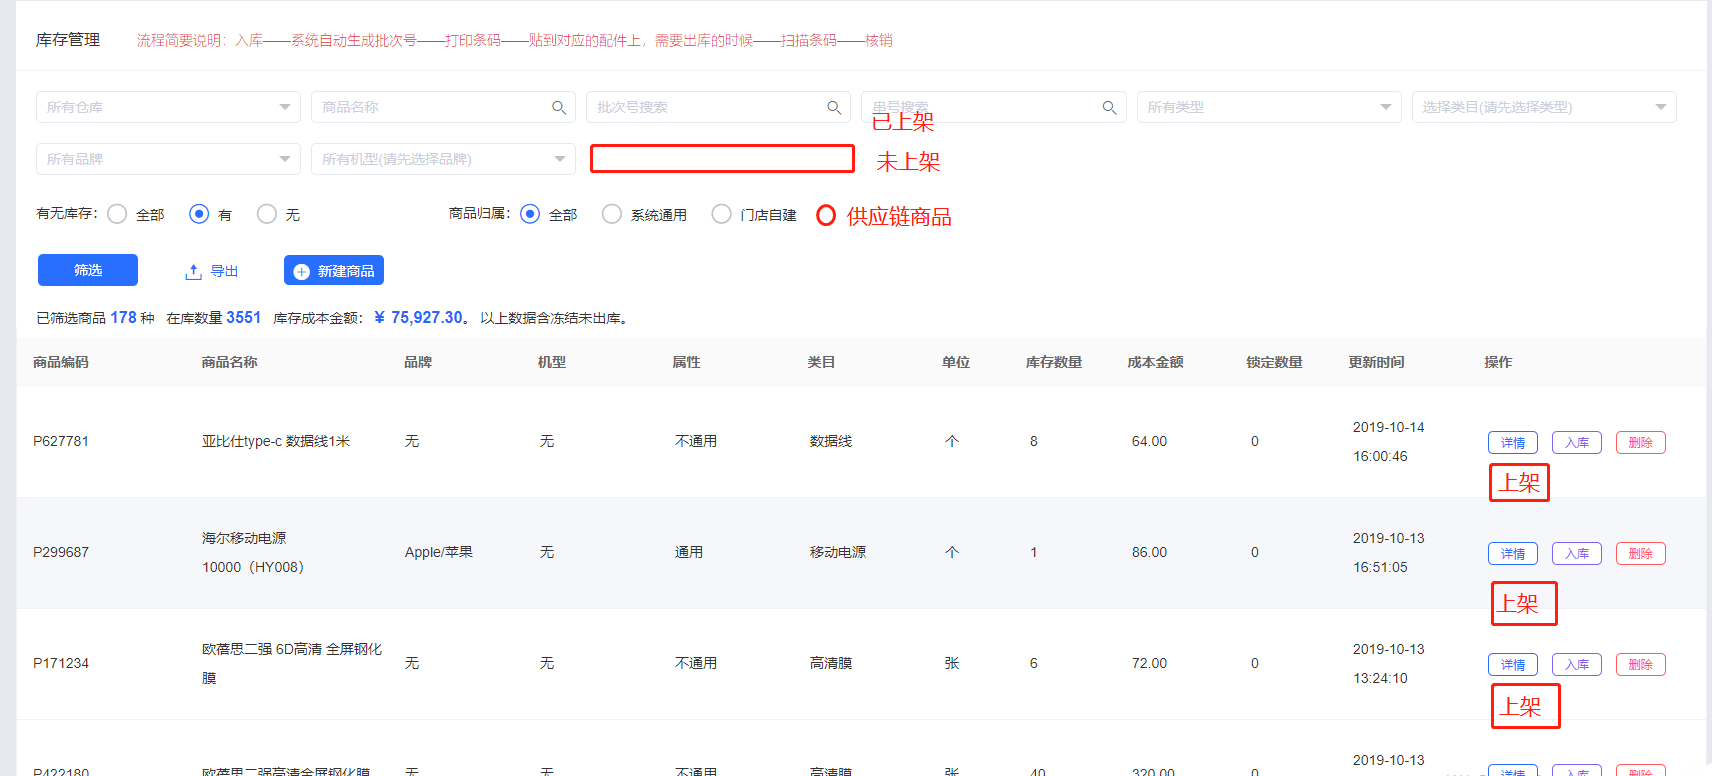 库存管理 流程简要说明：入库——系统自动生成批次号——打印条码——贴到对应的配件上，需要出库的时候——扫描条码——核销
所有仓库 商品名称 批次号搜索 串号搜索 所有类型 选择类目(请先选择类型)
已上架
所有品牌 所有机型(请先选择品牌) 未上架
有无库存： 全部 有 无 商品归属： 全部 系统通用 门店自建 供应链商品
筛选 导出 新建商品
已筛选商品 178 种 在库数量 3551 库存成本金额： ¥ 75,927.30。 以上数据含冻结未出库。
商品编码 商品名称 品牌 机型 属性 类目 单位 库存数量 成本金额 锁定数量 更新时间 操作
P627781 亚比仕type-c 数据线1米 无 无 不通用 数据线 个 8 64.00 0 2019-10-14 16:00:46 详情 入库 删除
上架
P299687 海尔移动电源 10000（HY008） Apple/苹果 无 通用 移动电源 个 1 86.00 0 2019-10-13 16:51:05 详情 入库 删除
上架
P171234 欧蓓思二强 6D高清 全屏钢化膜 无 无 不通用 高清膜 张 6 72.00 0 2019-10-13 13:24:10 详情 入库 删除
上架
P422180 欧蓓思二强高清全屏钢化膜 无 无 不通用 高清膜 张 40 320.00 0 2019-10-13 详情 入库 删除